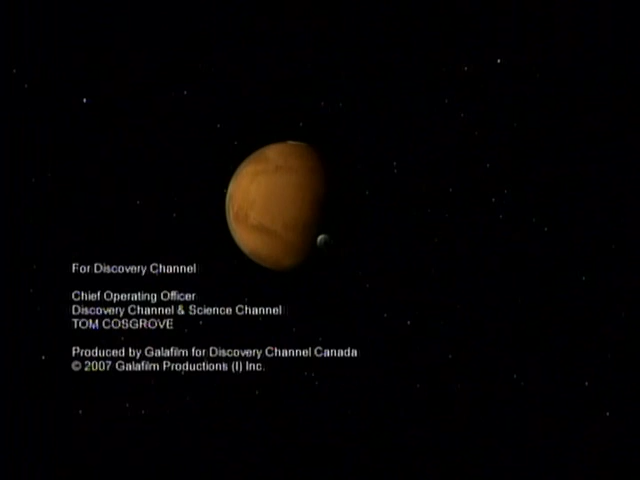 For Discovery Channel
Chief Operating Officer
Discovery Channel & Science Channel
TOM COSGROVE
Produced by Galafilm for Discovery Channel Canada
© 2007 Galafilm Productions (I) Inc.